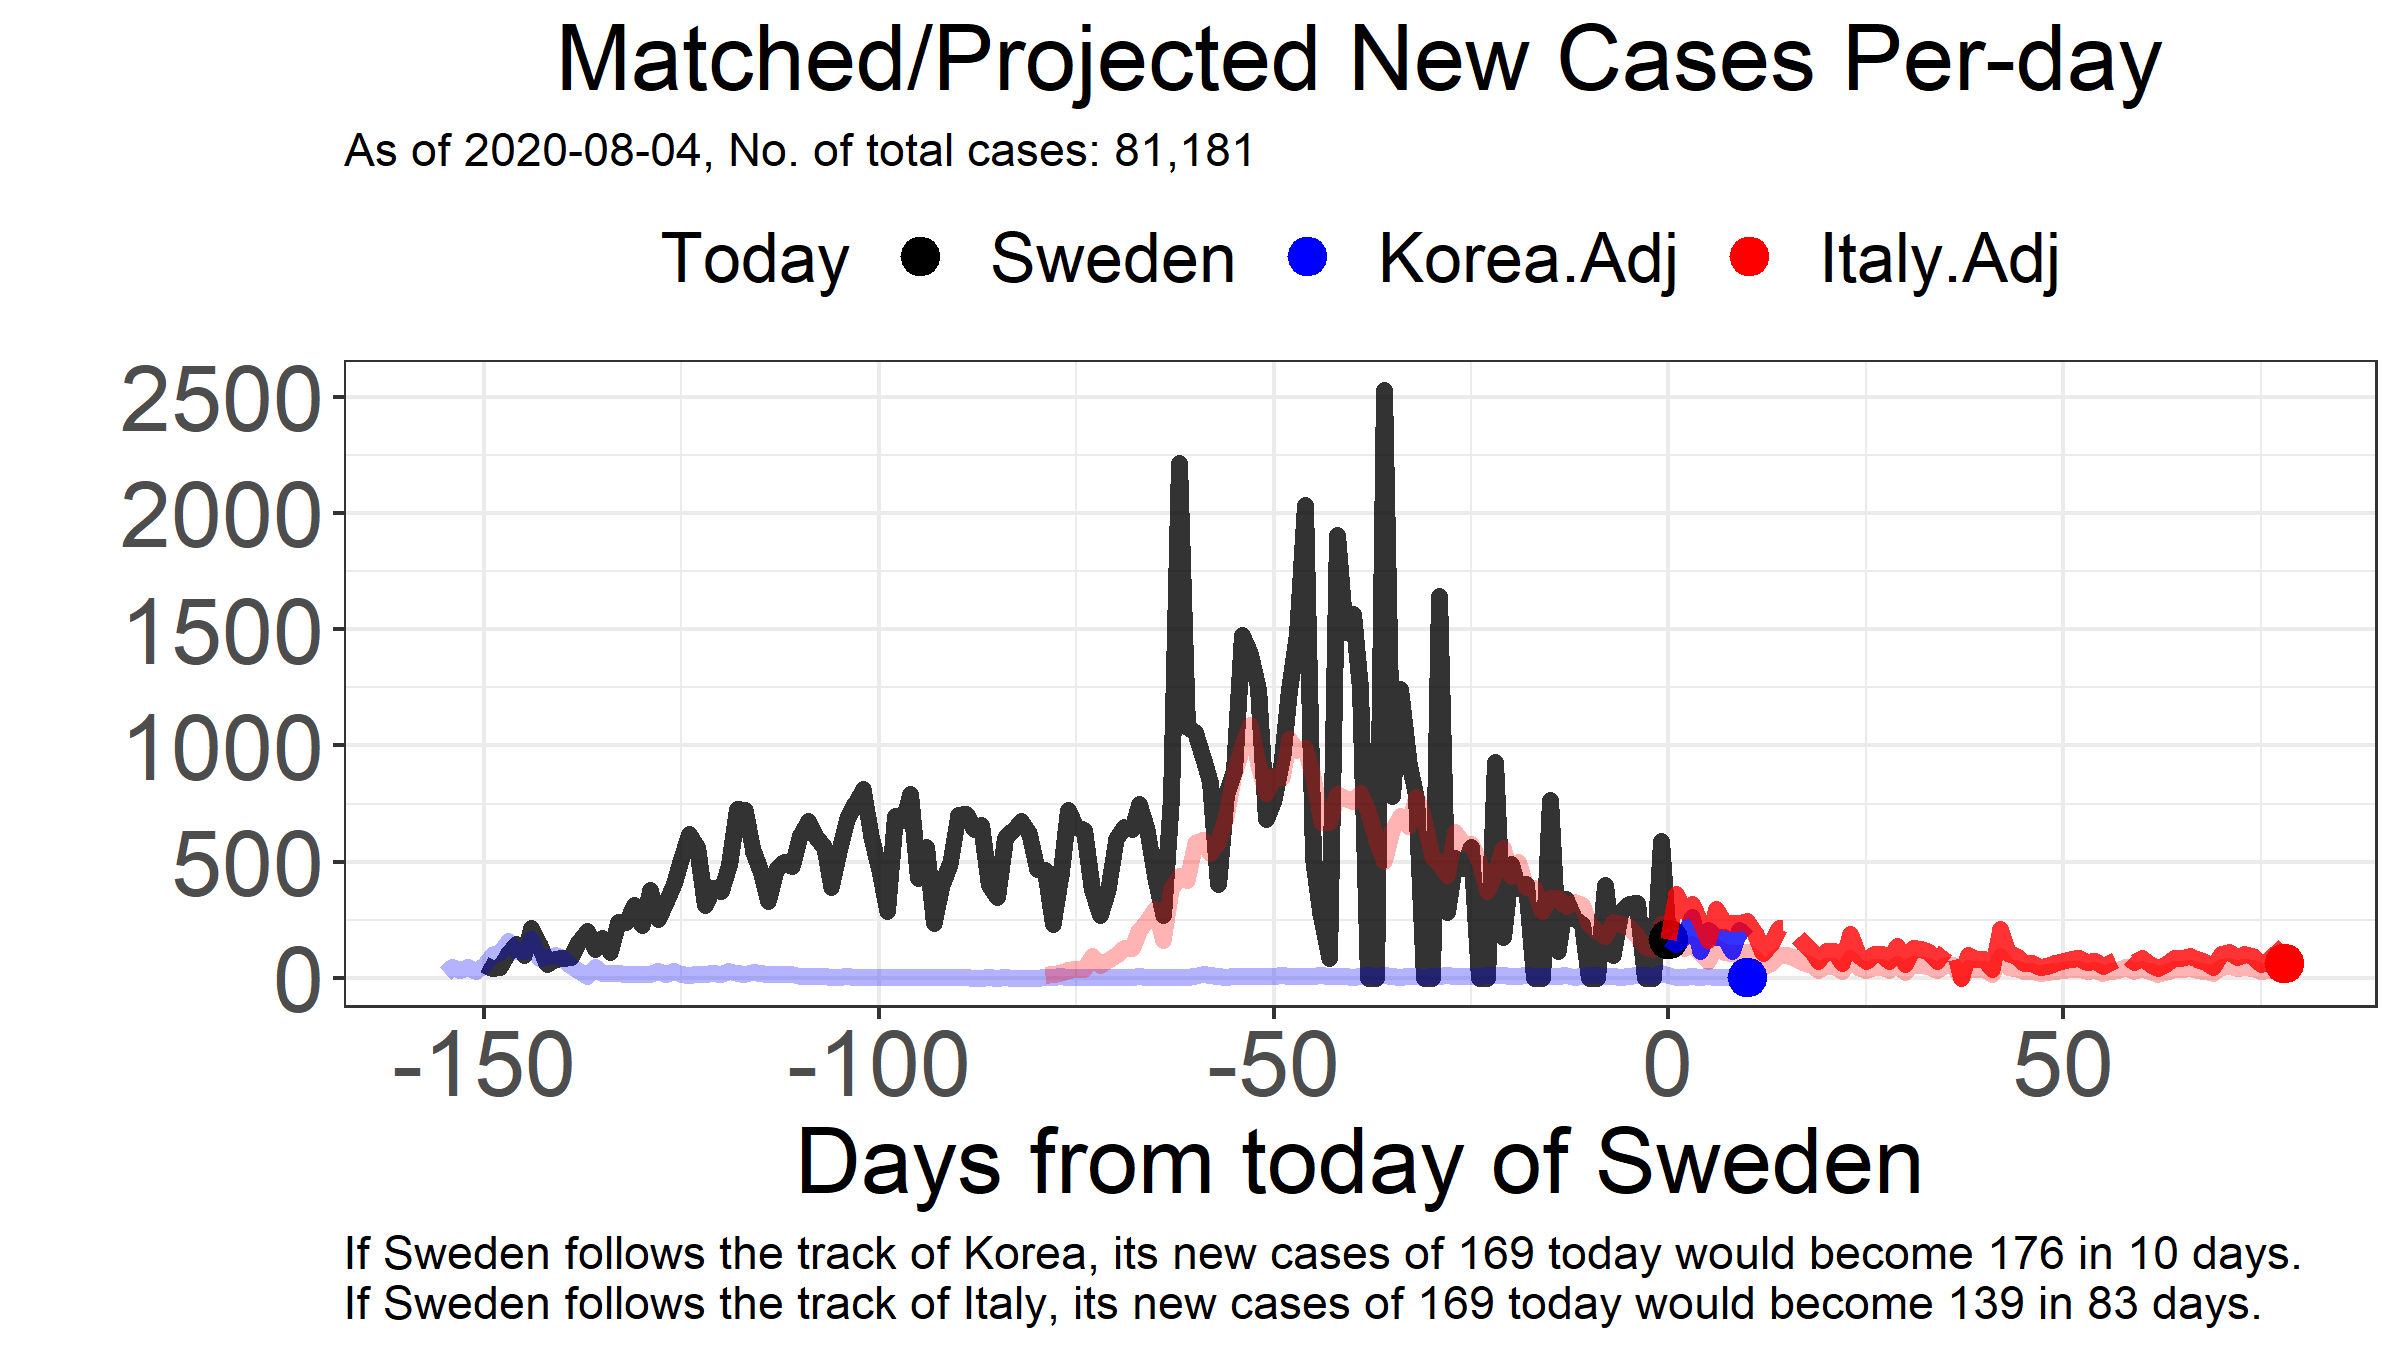 Matched/Projected New Cases Per-day
As of 2020-08-04, No. of total cases: 81,181
Today Sweden Korea.Adj Italy.Adj
2500
2000
1500
1000
500
0
-150 -100 -50 0 50
Days from today of Sweden
If Sweden follows the track of Korea, its new cases of 169 today would become 176 in 10 days.
If Sweden follows the track of Italy, its new cases of 169 today would become 139 in 83 days.